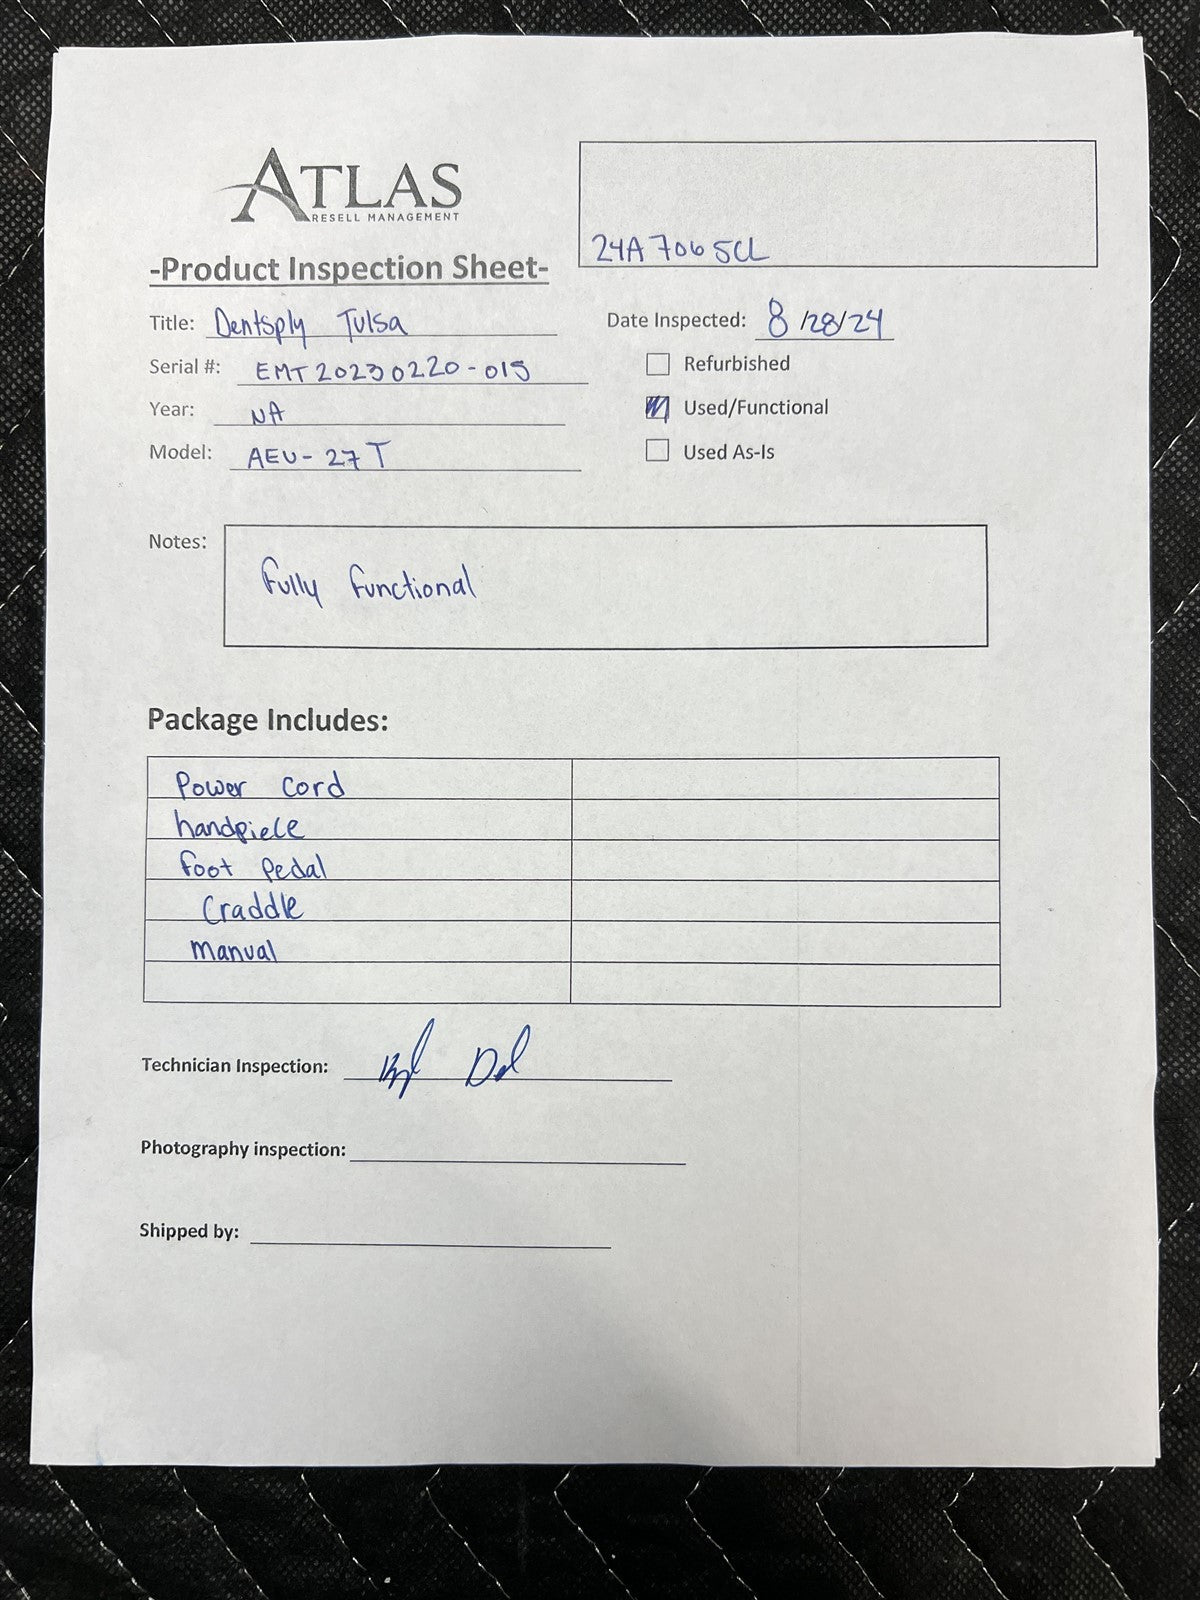 ATLAS
RESELL MANAGEMENT
24A7065CL
-Product Inspection Sheet-
Title: Dentsply Tulsa
Date Inspected: 8/28/24
Serial #: EMT20230220-015
Refurbished
Year: NA
Used/Functional
Model: AEU-27T
Used As-Is
Notes: Fully Functional
Package Includes:
Power Cord
handpiece
Foot Pedal
Craddle
Manual
Technician Inspection:
Photography inspection:
Shipped by: